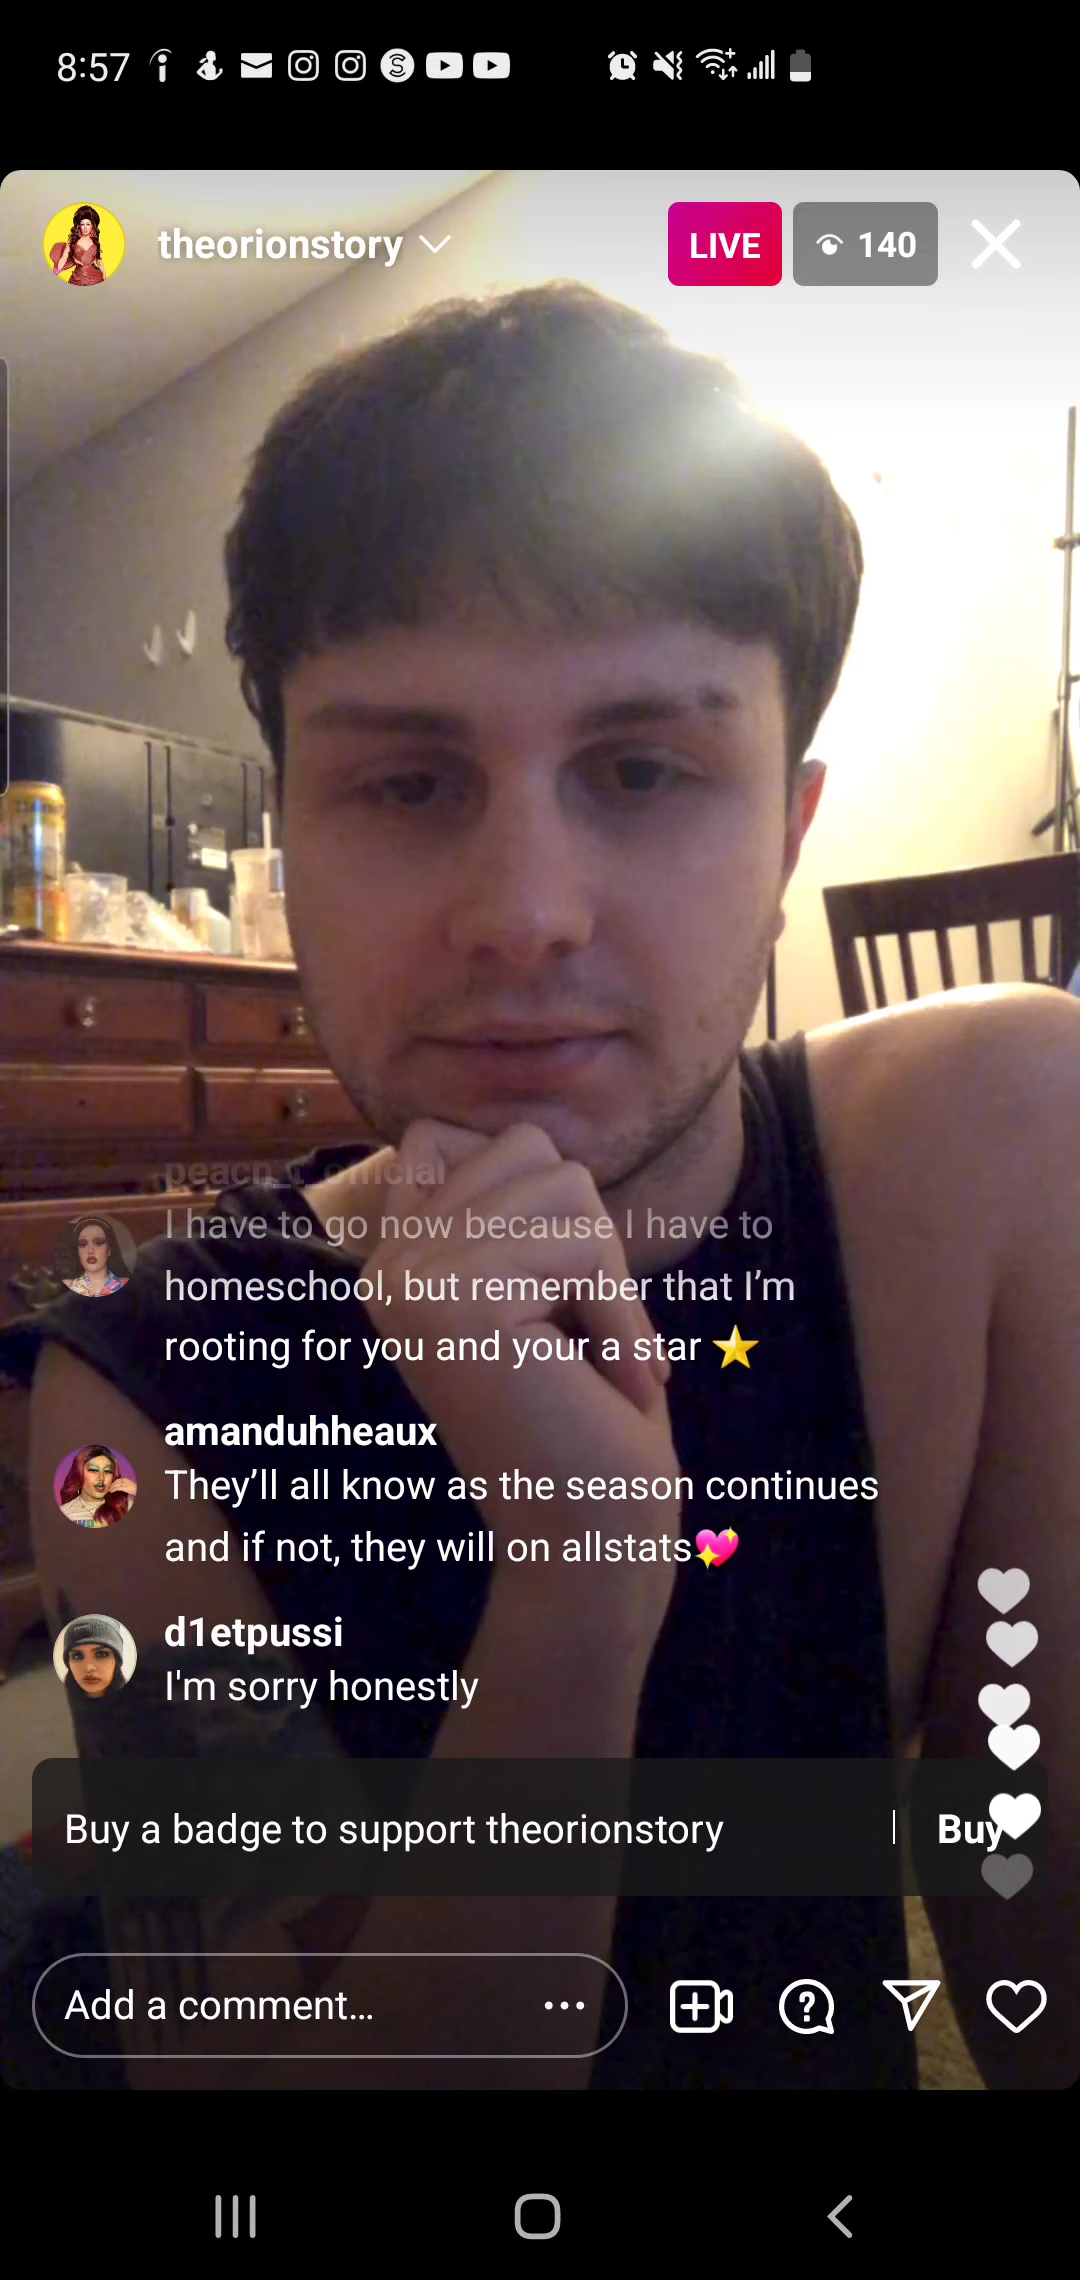 8:57
theorionstory
LIVE
140
peach_t_official
I have to go now because I have to
homeschool, but remember that I'm
rooting for you and your a star ⭐
amanduhheaux
They'll all know as the season continues
and if not, they will on allstats💖
d1etpussi
I'm sorry honestly
Buy a badge to support theorionstory | Buy
Add a comment...